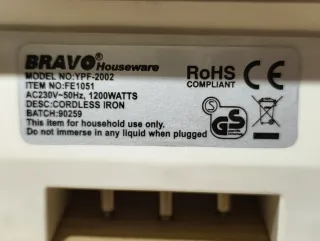 BRAVO® Houseware
MODEL NO:YPF-2002
ITEM NO:FE1051
AC230V~50Hz, 1200WATTS
DESC:CORDLESS IRON
BATCH:90259
This item for household use only.
Do not immerse in any liquid when plugged
RoHS
COMPLIANT
CE
GS